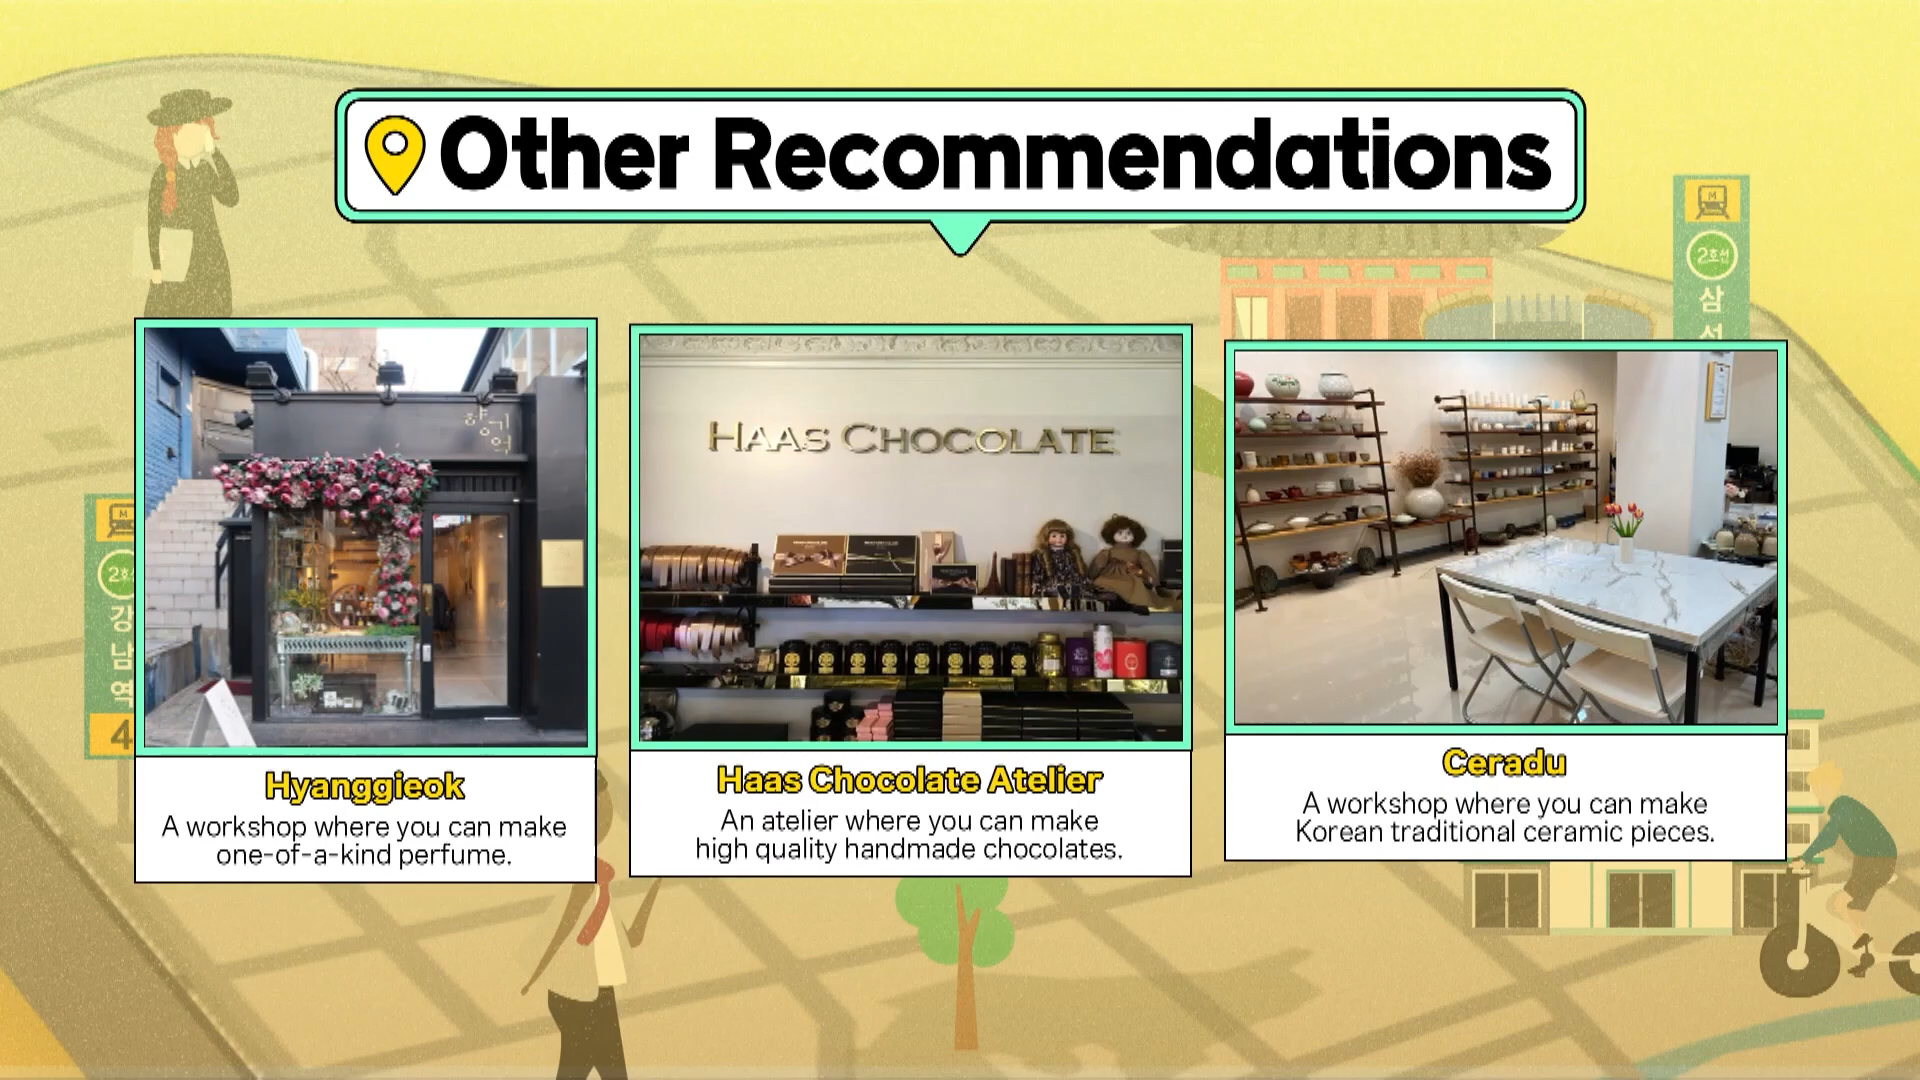 Other Recommendations
M
2호선
삼
향기
억
HAAS CHOCOLATE
M
강
남
역
4
Hyanggieok
A workshop where you can make
one-of-a-kind perfume.
Haas Chocolate Atelier
An atelier where you can make
high quality handmade chocolates.
Ceradu
A workshop where you can make
Korean traditional ceramic pieces.